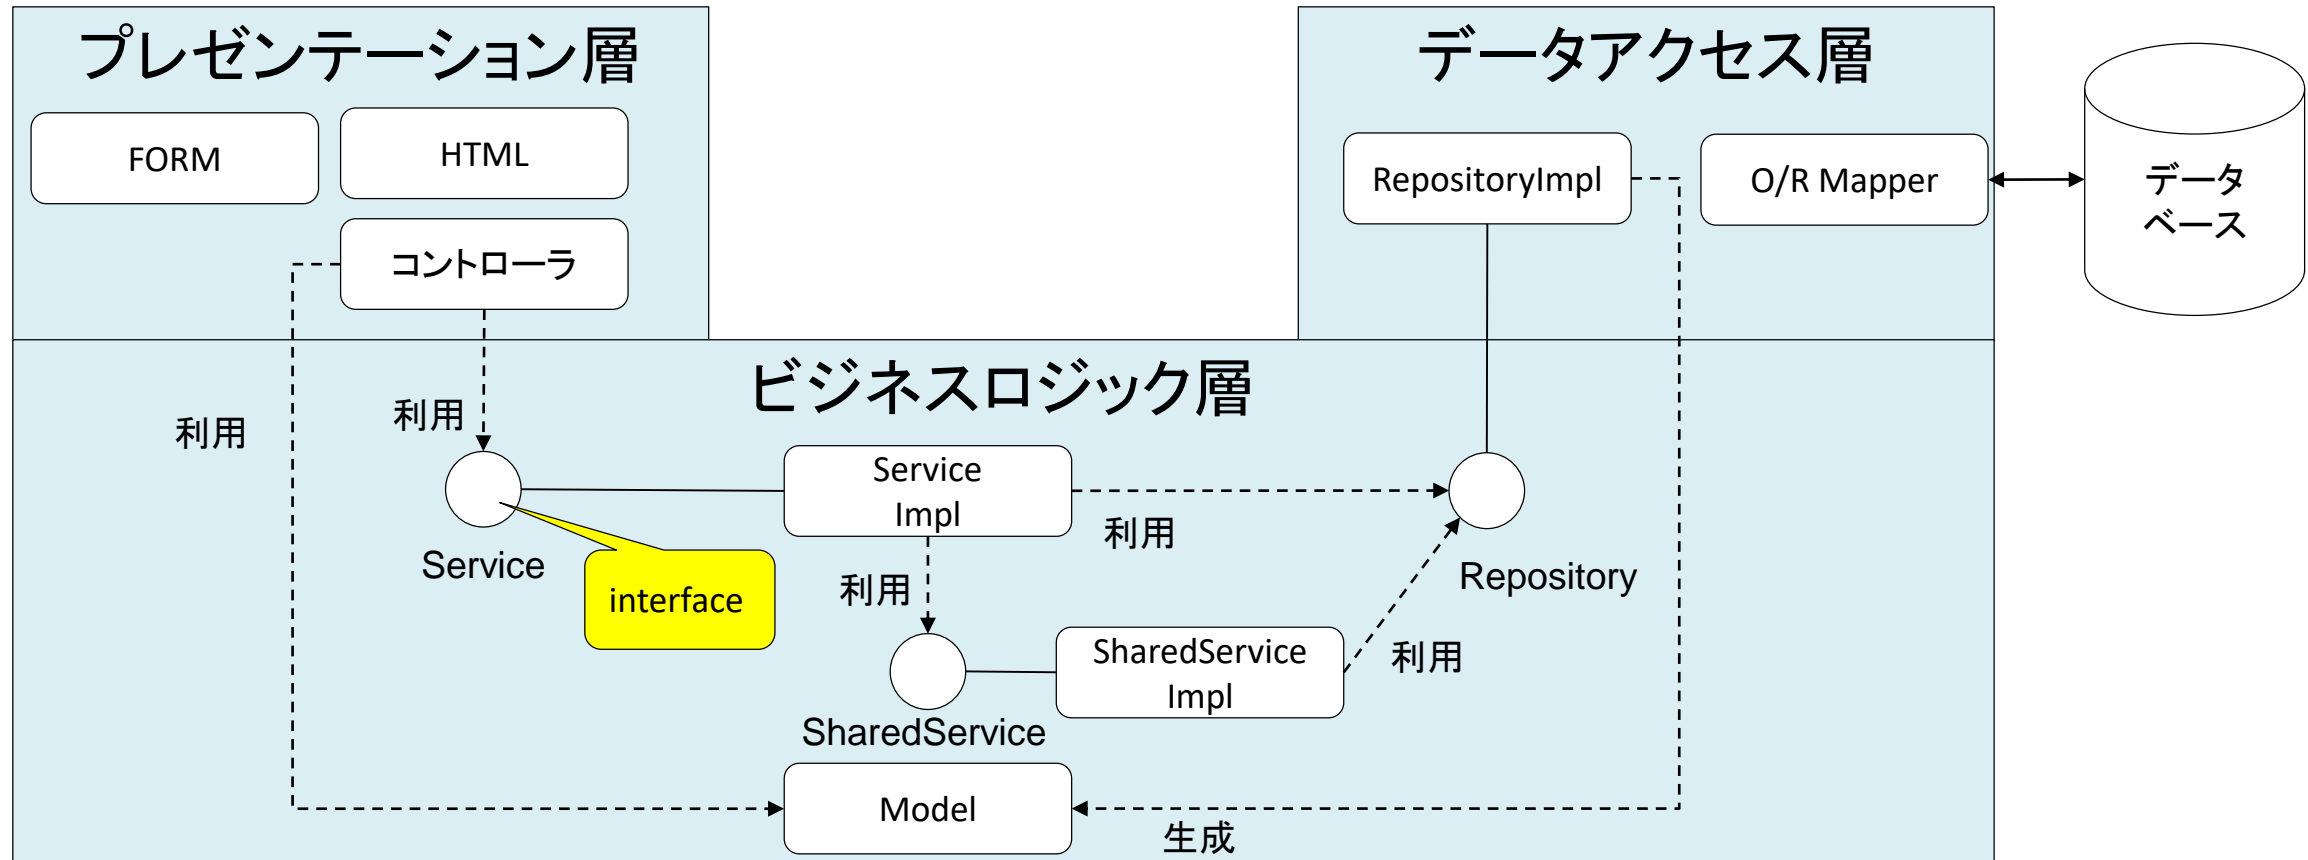 プレゼンテーション層
FORM
HTML
コントローラ
データアクセス層
RepositoryImpl
O/R Mapper
データ
ベース
ビジネスロジック層
利用
利用
Service
Impl
利用
Service
interface
利用
Repository
SharedService
Impl
利用
SharedService
Model
生成